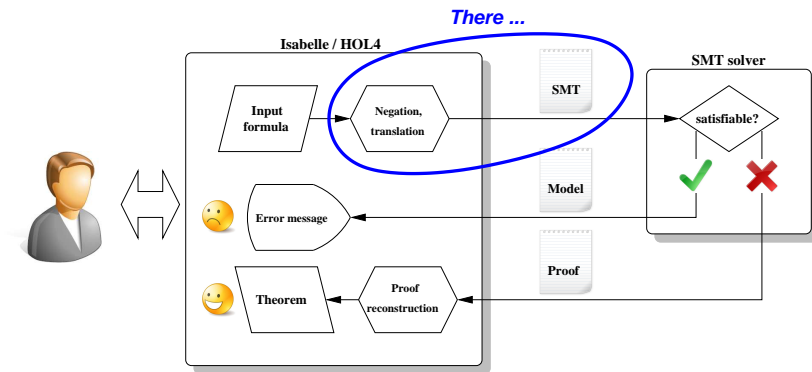 There ...
Isabelle / HOL4
SMT solver
Input
formula
Negation,
translation
SMT
satisfiable?
Error message
Model
Theorem
Proof
reconstruction
Proof